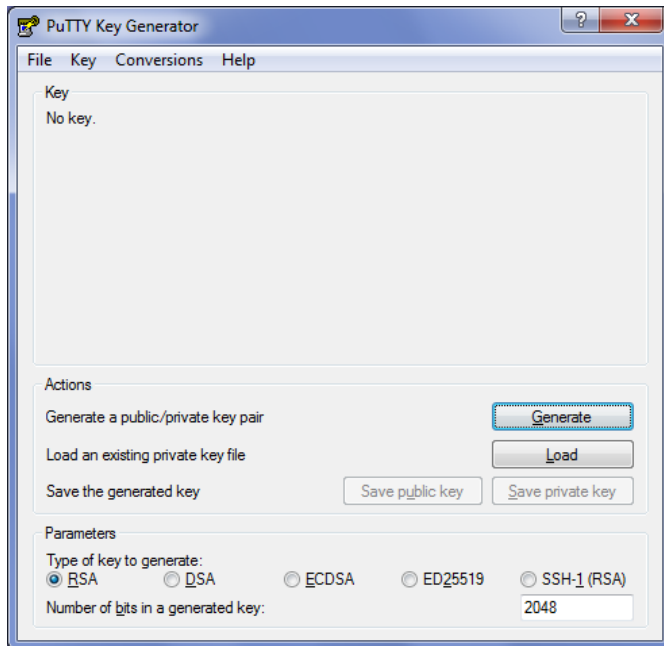 PuTTY Key Generator
File Key Conversions Help
Key
No key.
Actions
Generate a public/private key pair Generate
Load an existing private key file Load
Save the generated key Save public key Save private key
Parameters
Type of key to generate:
RSA DSA ECDSA ED25519 SSH-1 (RSA)
Number of bits in a generated key: 2048